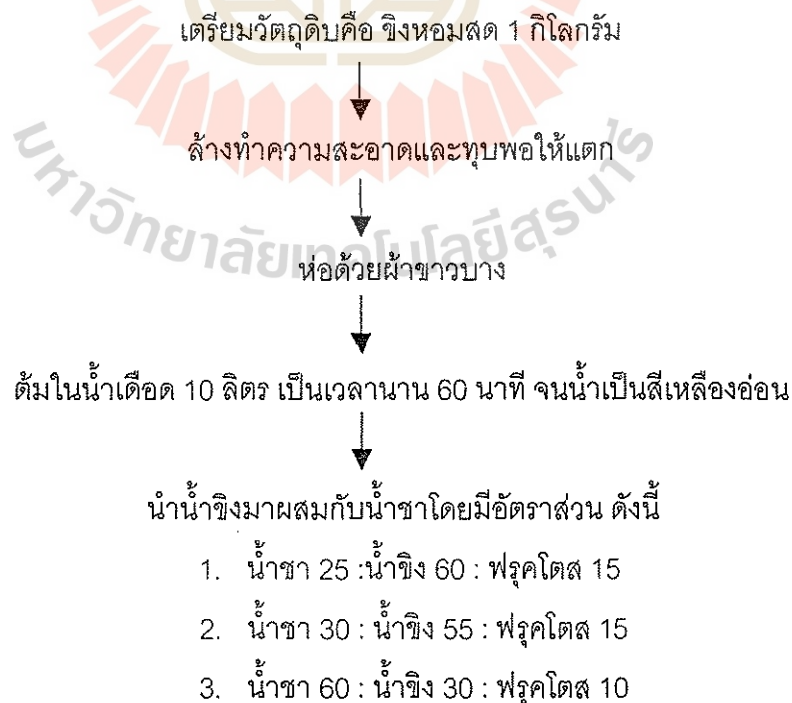 เตรียมวัตถุดิบคือ ขิงหอมสด 1 กิโลกรัม
ล้างทำความสะอาดและทุบพอให้แตก
ห่อด้วยผ้าขาวบาง
ต้มในน้ำเดือด 10 ลิตร เป็นเวลานาน 60 นาที จนน้ำเป็นสีเหลืองอ่อน
นำน้ำขิงมาผสมกับน้ำชาโดยมีอัตราส่วน ดังนี้
1. น้ำชา 25 :น้ำขิง 60 : ฟรุคโตส 15
2. น้ำชา 30 : น้ำขิง 55 : ฟรุคโตส 15
3. น้ำชา 60 : น้ำขิง 30 : ฟรุคโตส 10